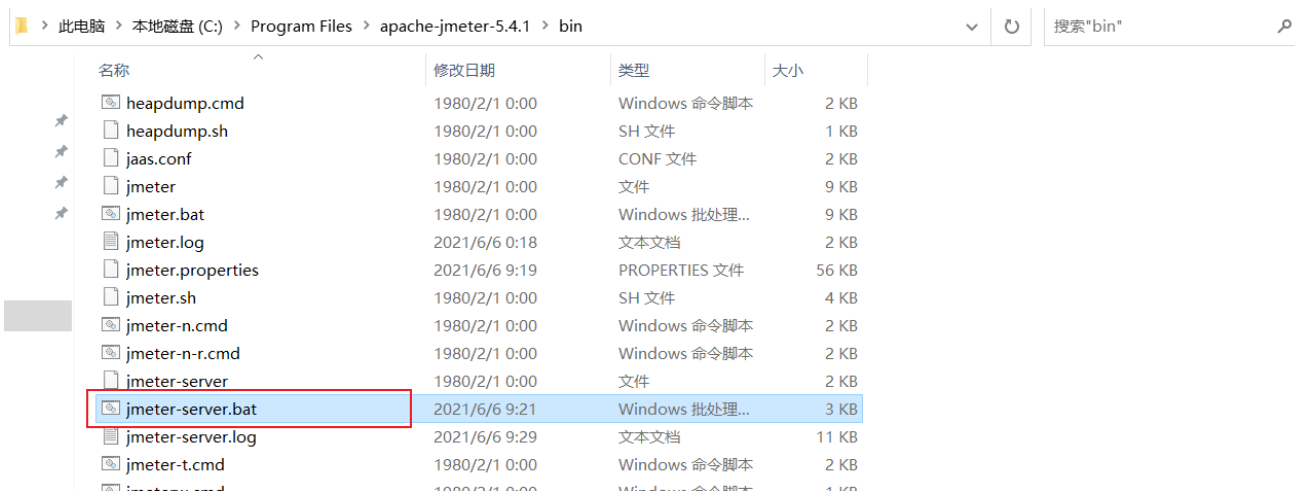 此电脑 > 本地磁盘 (C:) > Program Files > apache-jmeter-5.4.1 > bin 搜索"bin"
名称 修改日期 类型 大小
heapdump.cmd 1980/2/1 0:00 Windows 命令脚本 2 KB
heapdump.sh 1980/2/1 0:00 SH 文件 1 KB
jaas.conf 1980/2/1 0:00 CONF 文件 2 KB
jmeter 1980/2/1 0:00 文件 9 KB
jmeter.bat 1980/2/1 0:00 Windows 批处理... 9 KB
jmeter.log 2021/6/6 0:18 文本文档 2 KB
jmeter.properties 2021/6/6 9:19 PROPERTIES 文件 56 KB
jmeter.sh 1980/2/1 0:00 SH 文件 4 KB
jmeter-n.cmd 1980/2/1 0:00 Windows 命令脚本 2 KB
jmeter-n-r.cmd 1980/2/1 0:00 Windows 命令脚本 2 KB
jmeter-server 1980/2/1 0:00 文件 2 KB
jmeter-server.bat 2021/6/6 9:21 Windows 批处理... 3 KB
jmeter-server.log 2021/6/6 9:29 文本文档 11 KB
jmeter-t.cmd 1980/2/1 0:00 Windows 命令脚本 2 KB